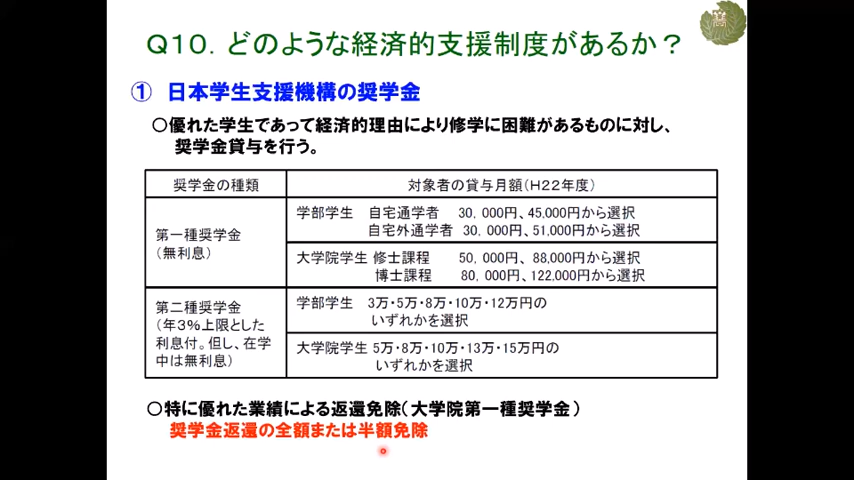 Q10．どのような経済的支援制度があるか？
① 日本学生支援機構の奨学金
○優れた学生であって経済的理由により修学に困難があるものに対し、
奨学金貸与を行う。
奨学金の種類
対象者の貸与月額（H22年度）
第一種奨学金
（無利息）
学部学生 自宅通学者 30，000円、45,000円から選択
自宅外通学者 30，000円、51,000円から選択
大学院学生 修士課程 50，000円、88,000円から選択
博士課程 80，000円、122,000円から選択
第二種奨学金
（年3%上限とした
利息付。但し、在学
中は無利息）
学部学生 3万・5万・8万・10万・12万円の
いずれかを選択
大学院学生 5万・8万・10万・13万・15万円の
いずれかを選択
○特に優れた業績による返還免除（大学院第一種奨学金）
奨学金返還の全額または半額免除